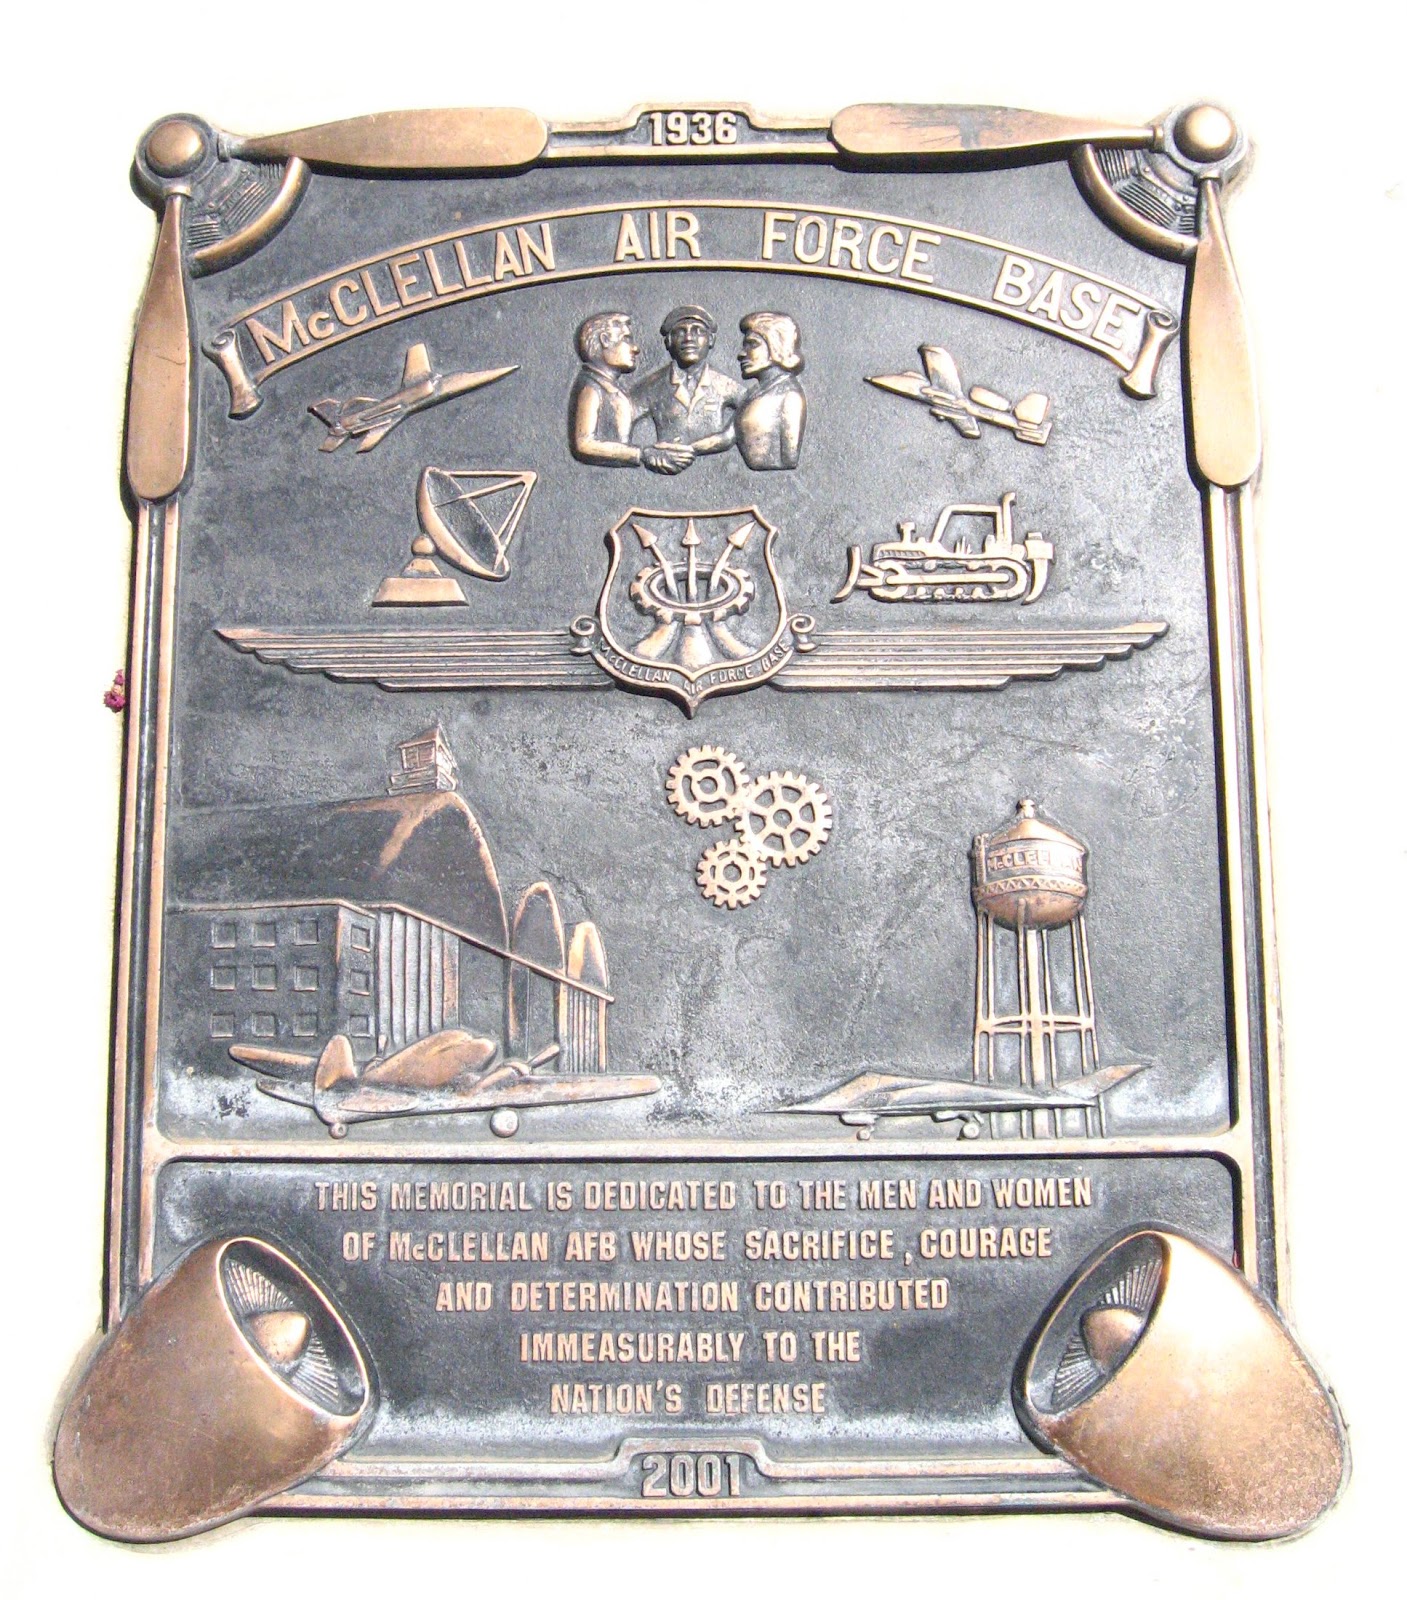 1936
McCLELLAN AIR FORCE BASE
McCLELLAN AIR FORCE BASE
McCLELLAN
THIS MEMORIAL IS DEDICATED TO THE MEN AND WOMEN
OF McCLELLAN AFB WHOSE SACRIFICE, COURAGE
AND DETERMINATION CONTRIBUTED
IMMEASURABLY TO THE
NATION'S DEFENSE
2001